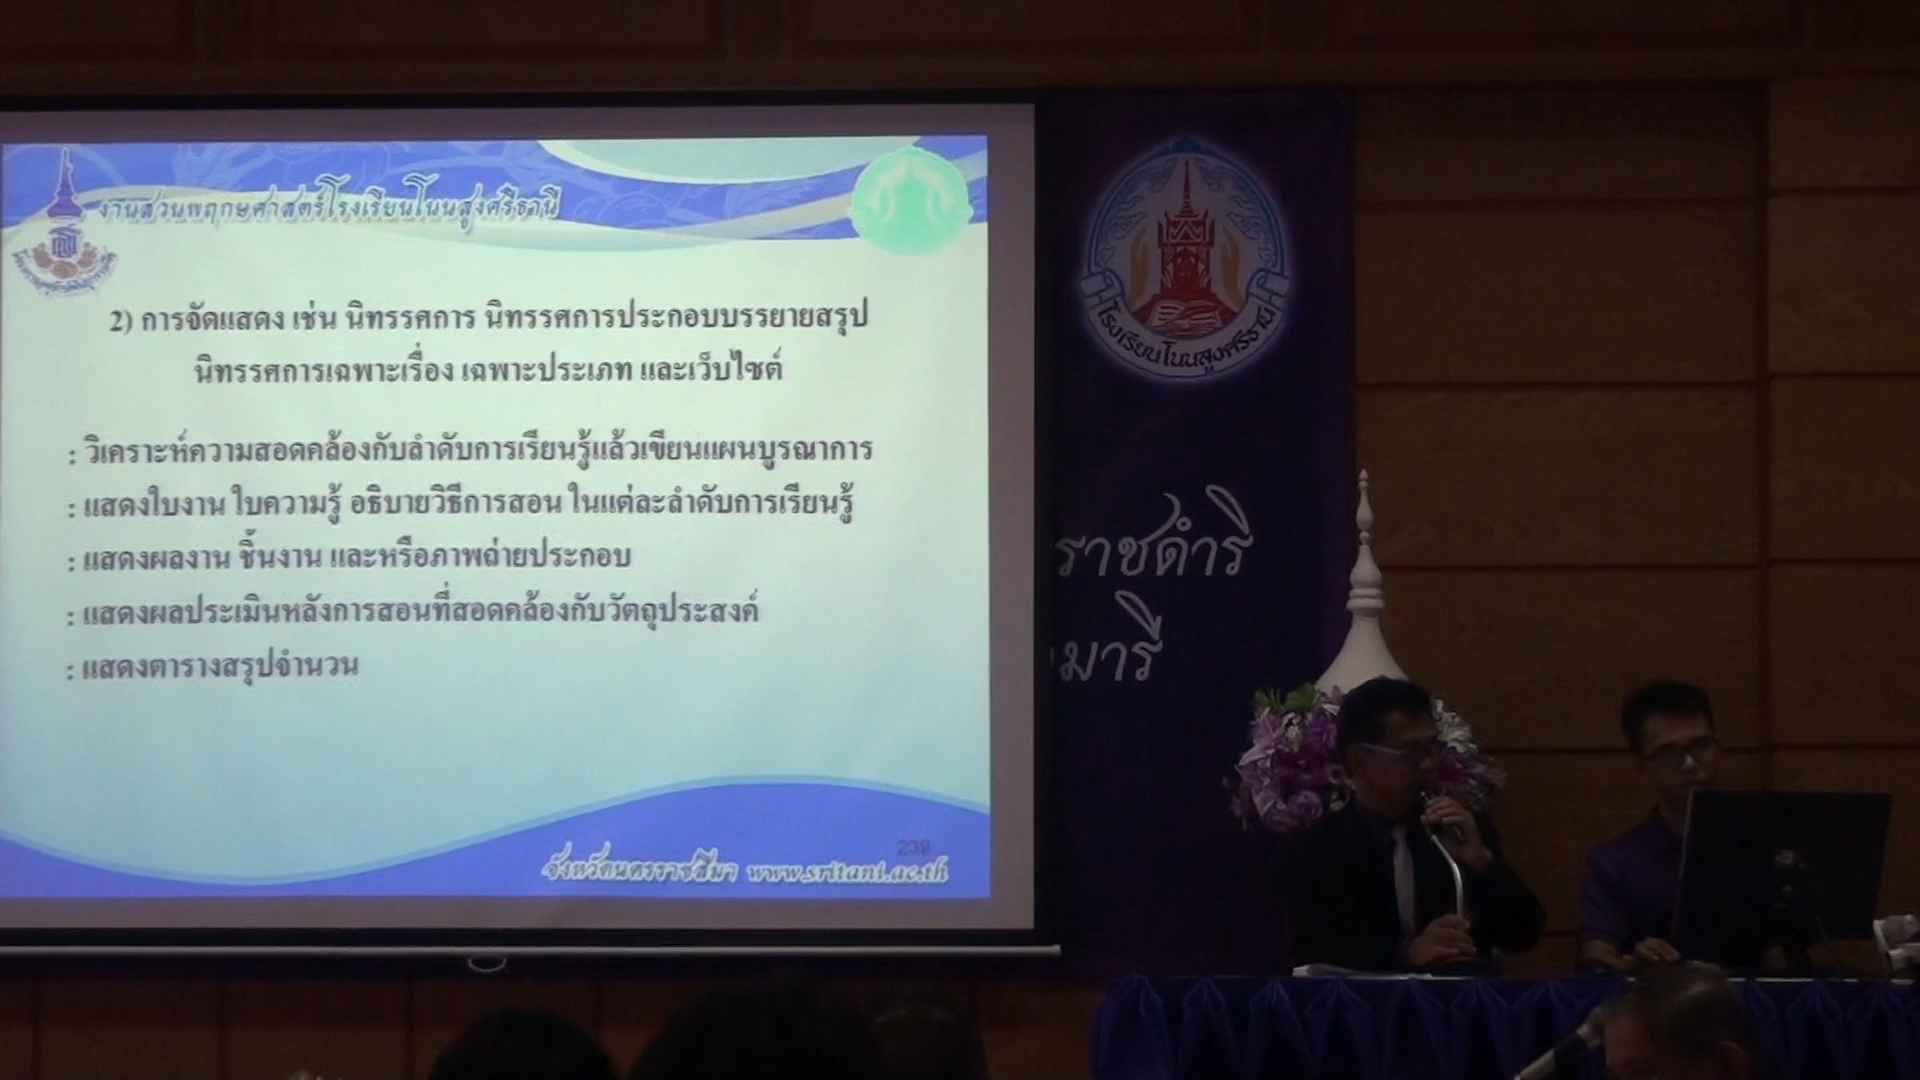 งานสวนพฤกษศาสตร์โรงเรียนโนนสูงศรีธานี
2) การจัดแสดง เช่น นิทรรศการ นิทรรศการประกอบบรรยายสรุป
นิทรรศการเฉพาะเรื่อง เฉพาะประเภท และเว็บไซต์
: วิเคราะห์ความสอดคล้องกับลำดับการเรียนรู้แล้วเขียนแผนบูรณาการ
: แสดงใบงาน ใบความรู้ อธิบายวิธีการสอน ในแต่ละลำดับการเรียนรู้
: แสดงผลงาน ชิ้นงาน และหรือภาพถ่ายประกอบ
: แสดงผลประเมินหลังการสอนที่สอดคล้องกับวัตถุประสงค์
: แสดงตารางสรุปจำนวน
239
จังหวัดนครราชสีมา www.sritani.ac.th
โรงเรียนโนนสูงศรีธานี
ราชดำริ
มารี